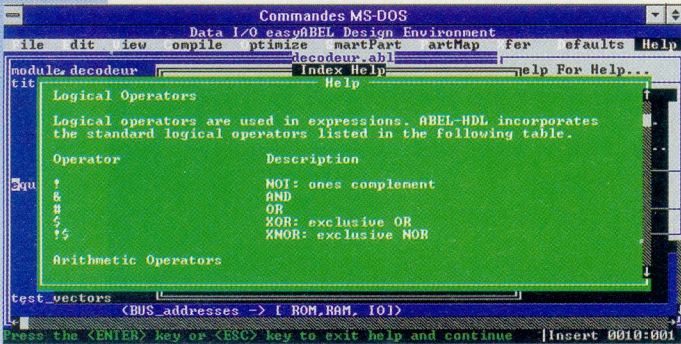 Commandes MS-DOS
Data I/O easyABEL Design Environment
ile dit iew ompile ptimize martPart artMap fer efaults Help
decodeur.abl
module decodeur Index Help elp For Help...
tit Help
Logical Operators
Logical operators are used in expressions. ABEL-HDL incorporates
the standard logical operators listed in the following table.
Operator Description
equ ! NOT: ones complement
& AND
# OR
$ XOR: exclusive OR
!$ XNOR: exclusive NOR
Arithmetic Operators
test_vectors
(BUS_addresses -> [ ROM,RAM, IO])
Press the <ENTER> key or <ESC> key to exit help and continue |Insert 0010:001